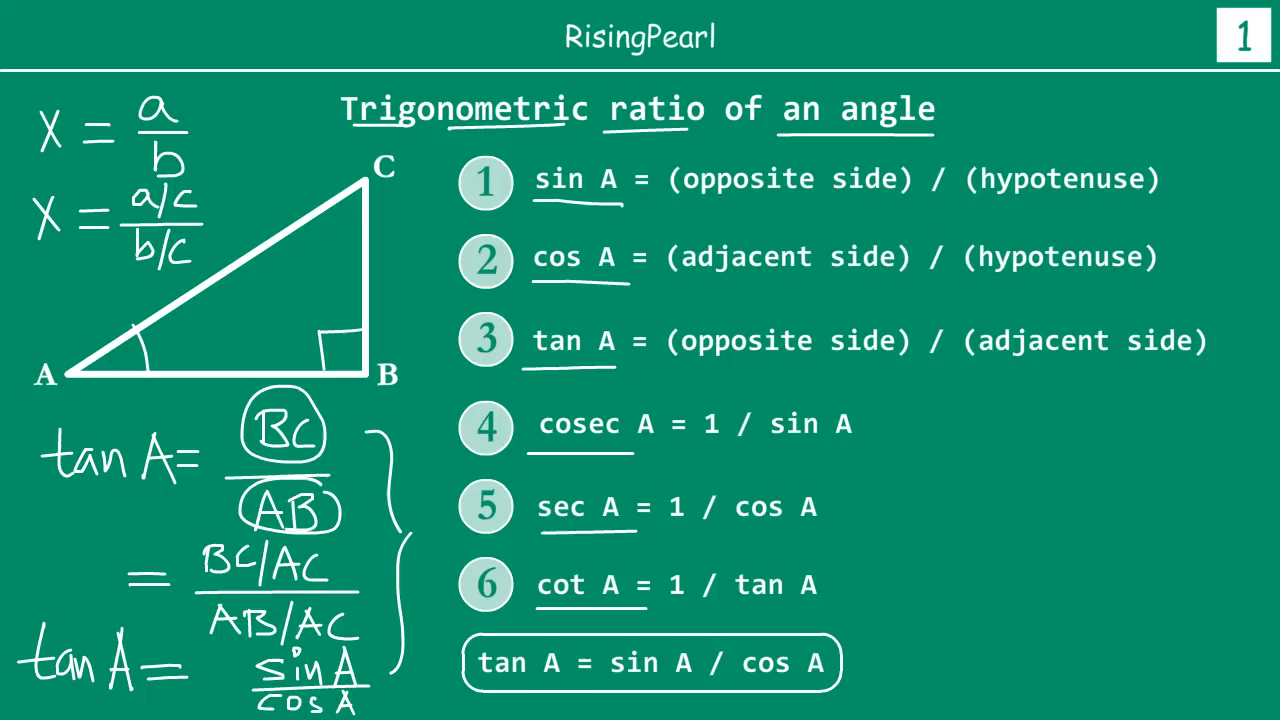 RisingPearl
1
Trigonometric ratio of an angle
X = a
b
X = a/c
b/c
C
A
B
1 sin A = (opposite side) / (hypotenuse)
2 cos A = (adjacent side) / (hypotenuse)
3 tan A = (opposite side) / (adjacent side)
4 cosec A = 1 / sin A
5 sec A = 1 / cos A
6 cot A = 1 / tan A
tan A = sin A / cos A
tan A = BC
AB
= BC/AC
AB/AC
tan A = sin A
cos A